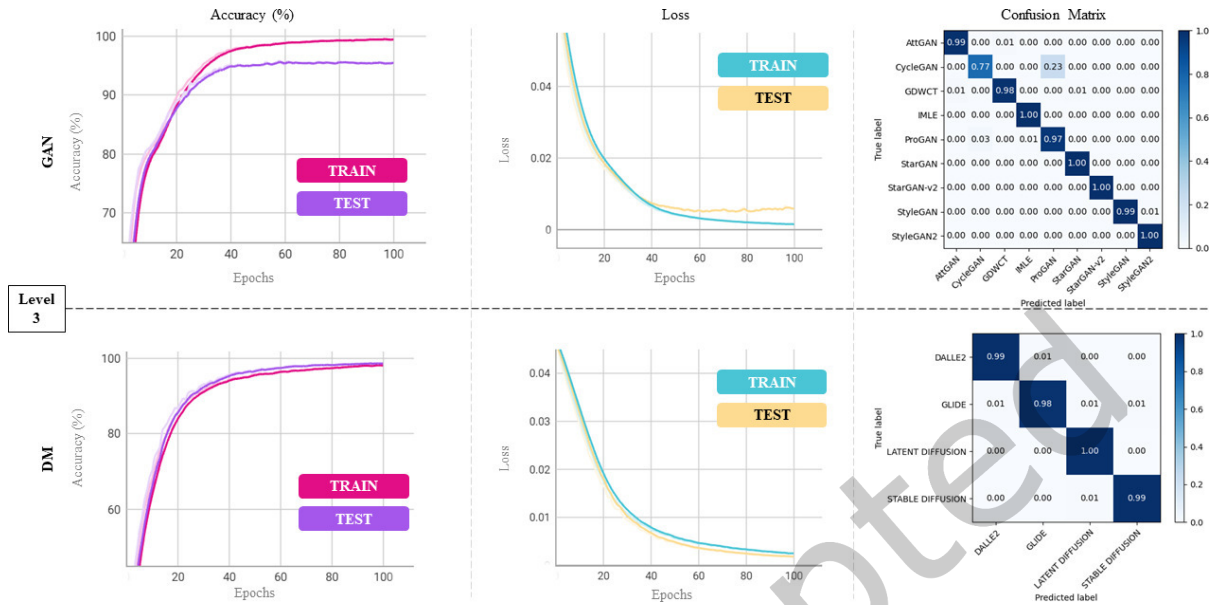 Accuracy (%)
Loss
Confusion Matrix
GAN
Accuracy (%)
100
90
80
70
20
40
60
80
100
Epochs
TRAIN
TEST
Loss
0.04
0.02
0
20
40
60
80
100
Epochs
TRAIN
TEST
True label
AttGAN 0.99 0.00 0.01 0.00 0.00 0.00 0.00 0.00 0.00
CycleGAN 0.00 0.77 0.00 0.00 0.23 0.00 0.00 0.00 0.00
GDWCT 0.01 0.00 0.98 0.00 0.00 0.01 0.00 0.00 0.00
IMLE 0.00 0.00 0.00 1.00 0.00 0.00 0.00 0.00 0.00
ProGAN 0.00 0.03 0.00 0.01 0.97 0.00 0.00 0.00 0.00
StarGAN 0.00 0.00 0.00 0.00 0.00 1.00 0.00 0.00 0.00
StarGAN-v2 0.00 0.00 0.00 0.00 0.00 0.00 1.00 0.00 0.00
StyleGAN 0.00 0.00 0.00 0.00 0.00 0.00 0.00 0.99 0.01
StyleGAN2 0.00 0.00 0.00 0.00 0.00 0.00 0.00 0.00 1.00
AttGAN
CycleGAN
GDWCT
IMLE
ProGAN
StarGAN
StarGAN-v2
StyleGAN
StyleGAN2
Predicted label
1.0
0.8
0.6
0.4
0.2
0.0
Level
3
DM
Accuracy (%)
100
80
60
20
40
60
80
100
Epochs
TRAIN
TEST
Loss
0.04
0.03
0.02
0.01
20
40
60
80
100
Epochs
TRAIN
TEST
True label
DALLE2 0.99 0.01 0.00 0.00
GLIDE 0.01 0.98 0.01 0.01
LATENT DIFFUSION 0.00 0.00 1.00 0.00
STABLE DIFFUSION 0.00 0.00 0.01 0.99
DALLE2
GLIDE
LATENT DIFFUSION
STABLE DIFFUSION
Predicted label
1.0
0.8
0.6
0.4
0.2
0.0
pted